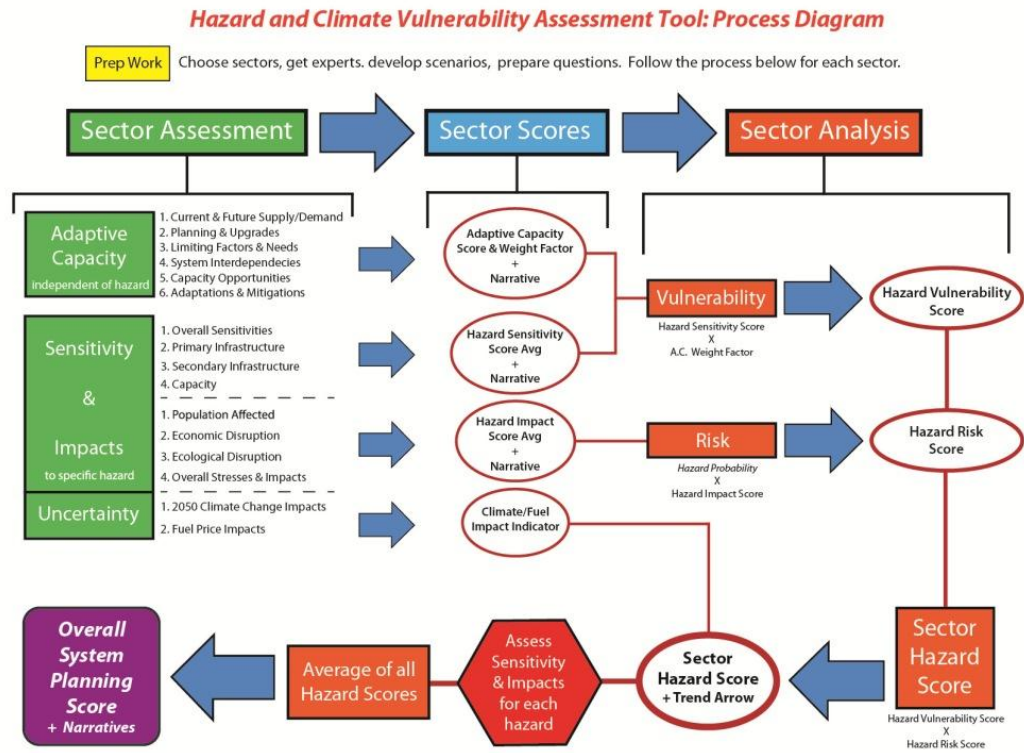 Hazard and Climate Vulnerability Assessment Tool: Process Diagram
Prep Work
Choose sectors, get experts. develop scenarios, prepare questions. Follow the process below for each sector.
Sector Assessment
Sector Scores
Sector Analysis
Adaptive
Capacity
independent of hazard
1. Current & Future Supply/Demand
2. Planning & Upgrades
3. Limiting Factors & Needs
4. System Interdependecies
5. Capacity Opportunities
6. Adaptations & Mitigations
Adaptive Capacity
Score & Weight Factor
+
Narrative
Vulnerability
Hazard Sensitivity Score
X
A.C. Weight Factor
Hazard Vulnerability
Score
Sensitivity
&
Impacts
to specific hazard
1. Overall Sensitivities
2. Primary Infrastructure
3. Secondary Infrastructure
4. Capacity
Hazard Sensitivity
Score Avg
+
Narrative
1. Population Affected
2. Economic Disruption
3. Ecological Disruption
4. Overall Stresses & Impacts
Hazard Impact
Score Avg
+
Narrative
Risk
Hazard Probability
X
Hazard Impact Score
Hazard Risk
Score
Uncertainty
1. 2050 Climate Change Impacts
2. Fuel Price Impacts
Climate/Fuel
Impact Indicator
Overall
System
Planning
Score
+ Narratives
Average of all
Hazard Scores
Assess
Sensitivity
& Impacts
for each
hazard
Sector
Hazard Score
+ Trend Arrow
Sector
Hazard
Score
Hazard Vulnerability Score
X
Hazard Risk Score